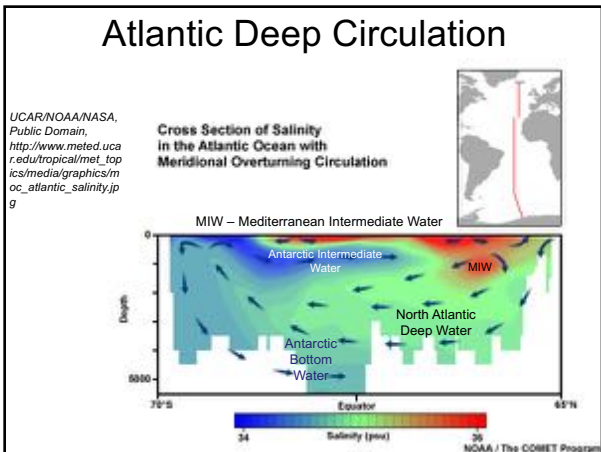 Atlantic Deep Circulation
UCAR/NOAA/NASA,
Public Domain,
http://www.meted.uca
r.edu/tropical/met_top
ics/media/graphics/m
oc_atlantic_salinity.jp
g
Cross Section of Salinity
in the Atlantic Ocean with
Meridional Overturning Circulation
MIW – Mediterranean Intermediate Water
0
Antarctic Intermediate
Water
MIW
Depth
North Atlantic
Deep Water
Antarctic
Bottom
Water
5000
70°S
Equator
65°N
34
Salinity (psu)
36
NOAA / The COMET Program